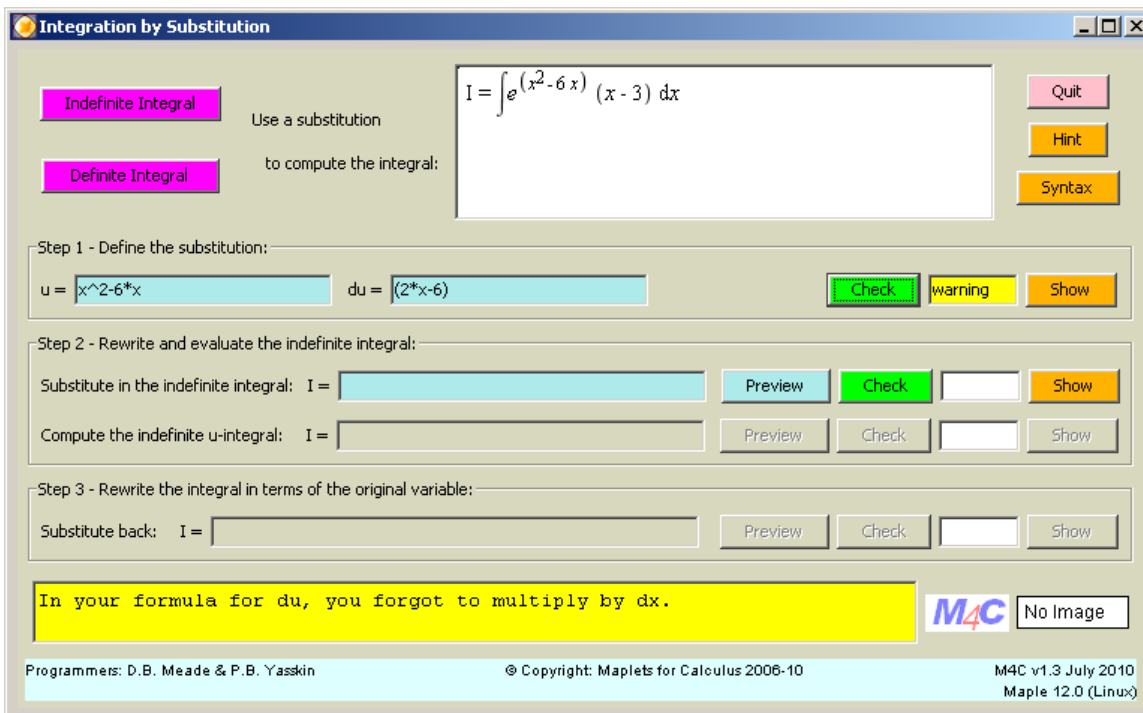 Integration by Substitution
Indefinite Integral
Definite Integral
Use a substitution
to compute the integral:
I = ∫e^(x^2-6 x) (x - 3) dx
Quit
Hint
Syntax
Step 1 - Define the substitution:
u = x^2-6*x du = (2*x-6) Check warning Show
Step 2 - Rewrite and evaluate the indefinite integral:
Substitute in the indefinite integral: I = Preview Check Show
Compute the indefinite u-integral: I = Preview Check Show
Step 3 - Rewrite the integral in terms of the original variable:
Substitute back: I = Preview Check Show
In your formula for du, you forgot to multiply by dx.
M4C No Image
Programmers: D.B. Meade & P.B. Yasskin © Copyright: Maplets for Calculus 2006-10 M4C v1.3 July 2010
Maple 12.0 (Linux)